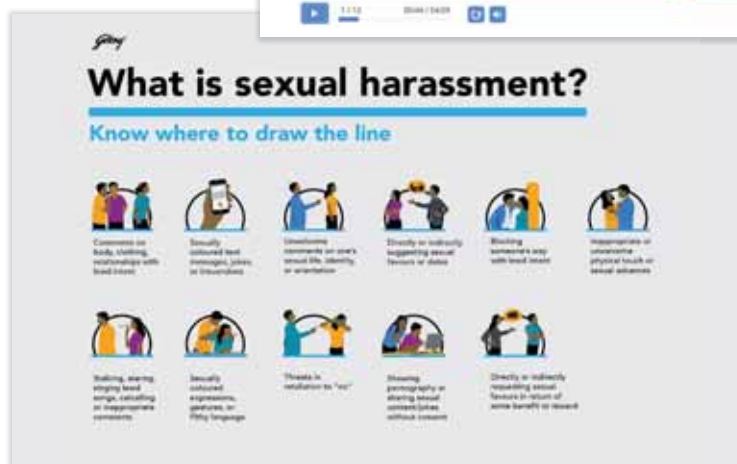 1 / 12
Godrej
What is sexual harassment?
Know where to draw the line
Comments on
body, clothing,
relationships with
lewd intent
Sexually
coloured text
messages, jokes
or innuendoes
Unwelcome
comments on one's
sexual life, identity,
or orientation
Directly or indirectly
suggesting sexual
favours or dates
Blocking
someone's way
with lewd intent
Inappropriate or
unwelcome
physical touch or
sexual advances
Stalking, staring,
singing lewd
songs, catcalling
or inappropriate
comments
Sexually
coloured
expressions,
gestures, or
filthy language
Threats in
retaliation to "no"
Showing
pornography or
sharing sexual
content/jokes
without consent
Directly or indirectly
requesting sexual
favours in return of
some benefit or reward